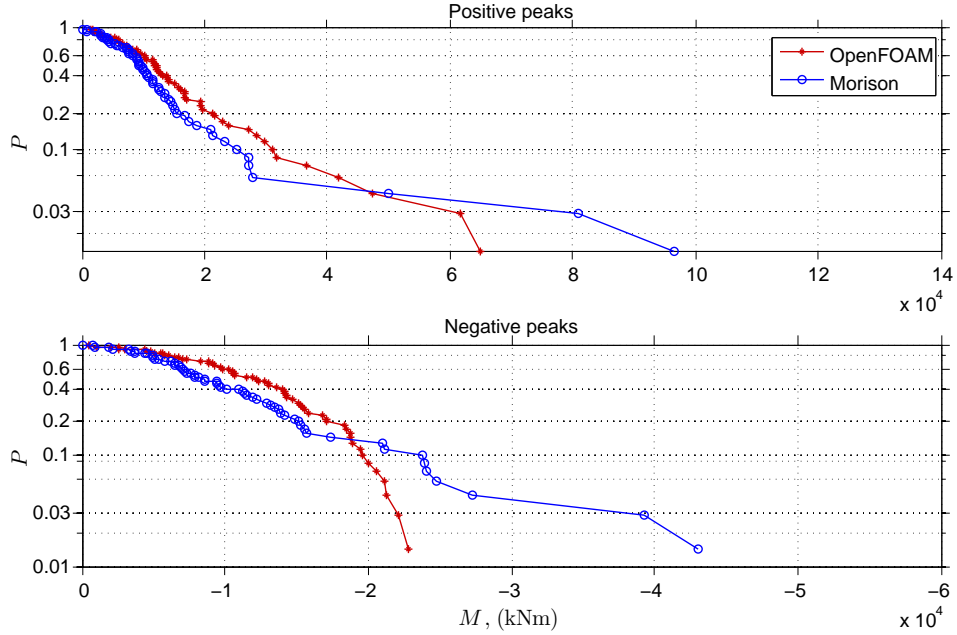 Positive peaks
1
0.6
0.4
0.2
0.1
0.03
P
OpenFOAM
Morison
0 2 4 6 8 10 12 14
x 10^4
Negative peaks
1
0.6
0.4
0.2
0.1
0.03
0.01
P
0 −1 −2 −3 −4 −5 −6
M, (kNm)
x 10^4